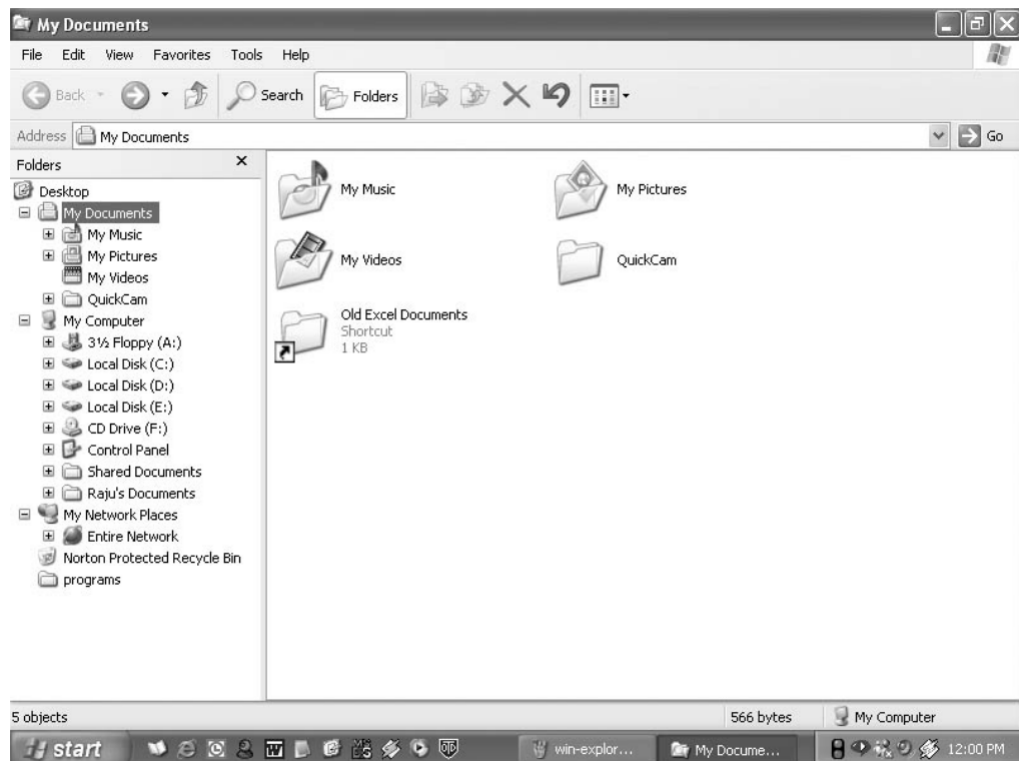 My Documents
File Edit View Favorites Tools Help
Back Search Folders
Address My Documents Go
Folders
Desktop
My Documents
My Music
My Pictures
My Videos
QuickCam
My Computer
3½ Floppy (A:)
Local Disk (C:)
Local Disk (D:)
Local Disk (E:)
CD Drive (F:)
Control Panel
Shared Documents
Raju's Documents
My Network Places
Entire Network
Norton Protected Recycle Bin
programs
My Music
My Pictures
My Videos
QuickCam
Old Excel Documents
Shortcut
1 KB
5 objects 566 bytes My Computer
start win-explor... My Docume... 12:00 PM